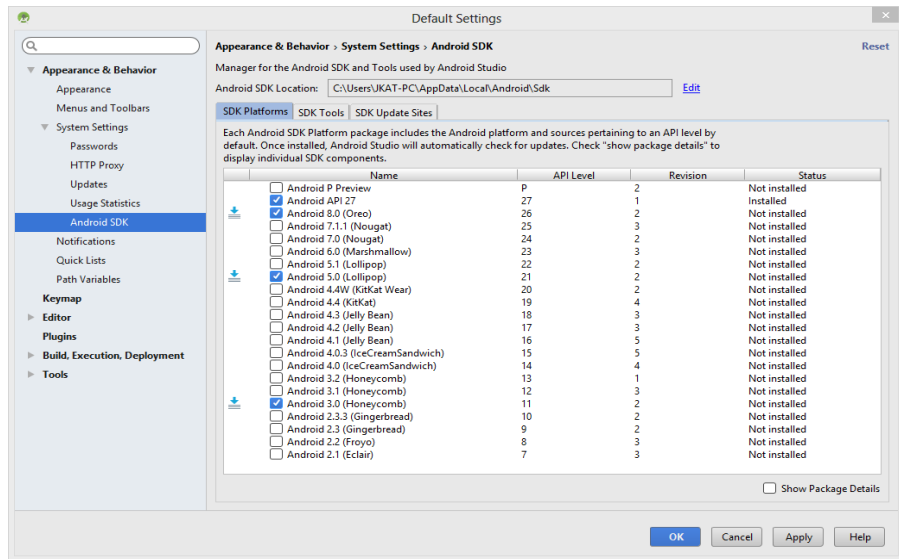 Default Settings
Appearance & Behavior
Appearance
Menus and Toolbars
System Settings
Passwords
HTTP Proxy
Updates
Usage Statistics
Android SDK
Notifications
Quick Lists
Path Variables
Keymap
Editor
Plugins
Build, Execution, Deployment
Tools
Appearance & Behavior › System Settings › Android SDK Reset
Manager for the Android SDK and Tools used by Android Studio
Android SDK Location: C:\Users\JKAT-PC\AppData\Local\Android\Sdk Edit
SDK Platforms SDK Tools SDK Update Sites
Each Android SDK Platform package includes the Android platform and sources pertaining to an API level by
default. Once installed, Android Studio will automatically check for updates. Check "show package details" to
display individual SDK components.
Name API Level Revision Status
Android P Preview P 2 Not installed
Android API 27 27 1 Installed
Android 8.0 (Oreo) 26 2 Not installed
Android 7.1.1 (Nougat) 25 3 Not installed
Android 7.0 (Nougat) 24 2 Not installed
Android 6.0 (Marshmallow) 23 3 Not installed
Android 5.1 (Lollipop) 22 2 Not installed
Android 5.0 (Lollipop) 21 2 Not installed
Android 4.4W (KitKat Wear) 20 2 Not installed
Android 4.4 (KitKat) 19 4 Not installed
Android 4.3 (Jelly Bean) 18 3 Not installed
Android 4.2 (Jelly Bean) 17 3 Not installed
Android 4.1 (Jelly Bean) 16 5 Not installed
Android 4.0.3 (IceCreamSandwich) 15 5 Not installed
Android 4.0 (IceCreamSandwich) 14 4 Not installed
Android 3.2 (Honeycomb) 13 1 Not installed
Android 3.1 (Honeycomb) 12 3 Not installed
Android 3.0 (Honeycomb) 11 2 Not installed
Android 2.3.3 (Gingerbread) 10 2 Not installed
Android 2.3 (Gingerbread) 9 2 Not installed
Android 2.2 (Froyo) 8 3 Not installed
Android 2.1 (Eclair) 7 3 Not installed
Show Package Details
OK Cancel Apply Help